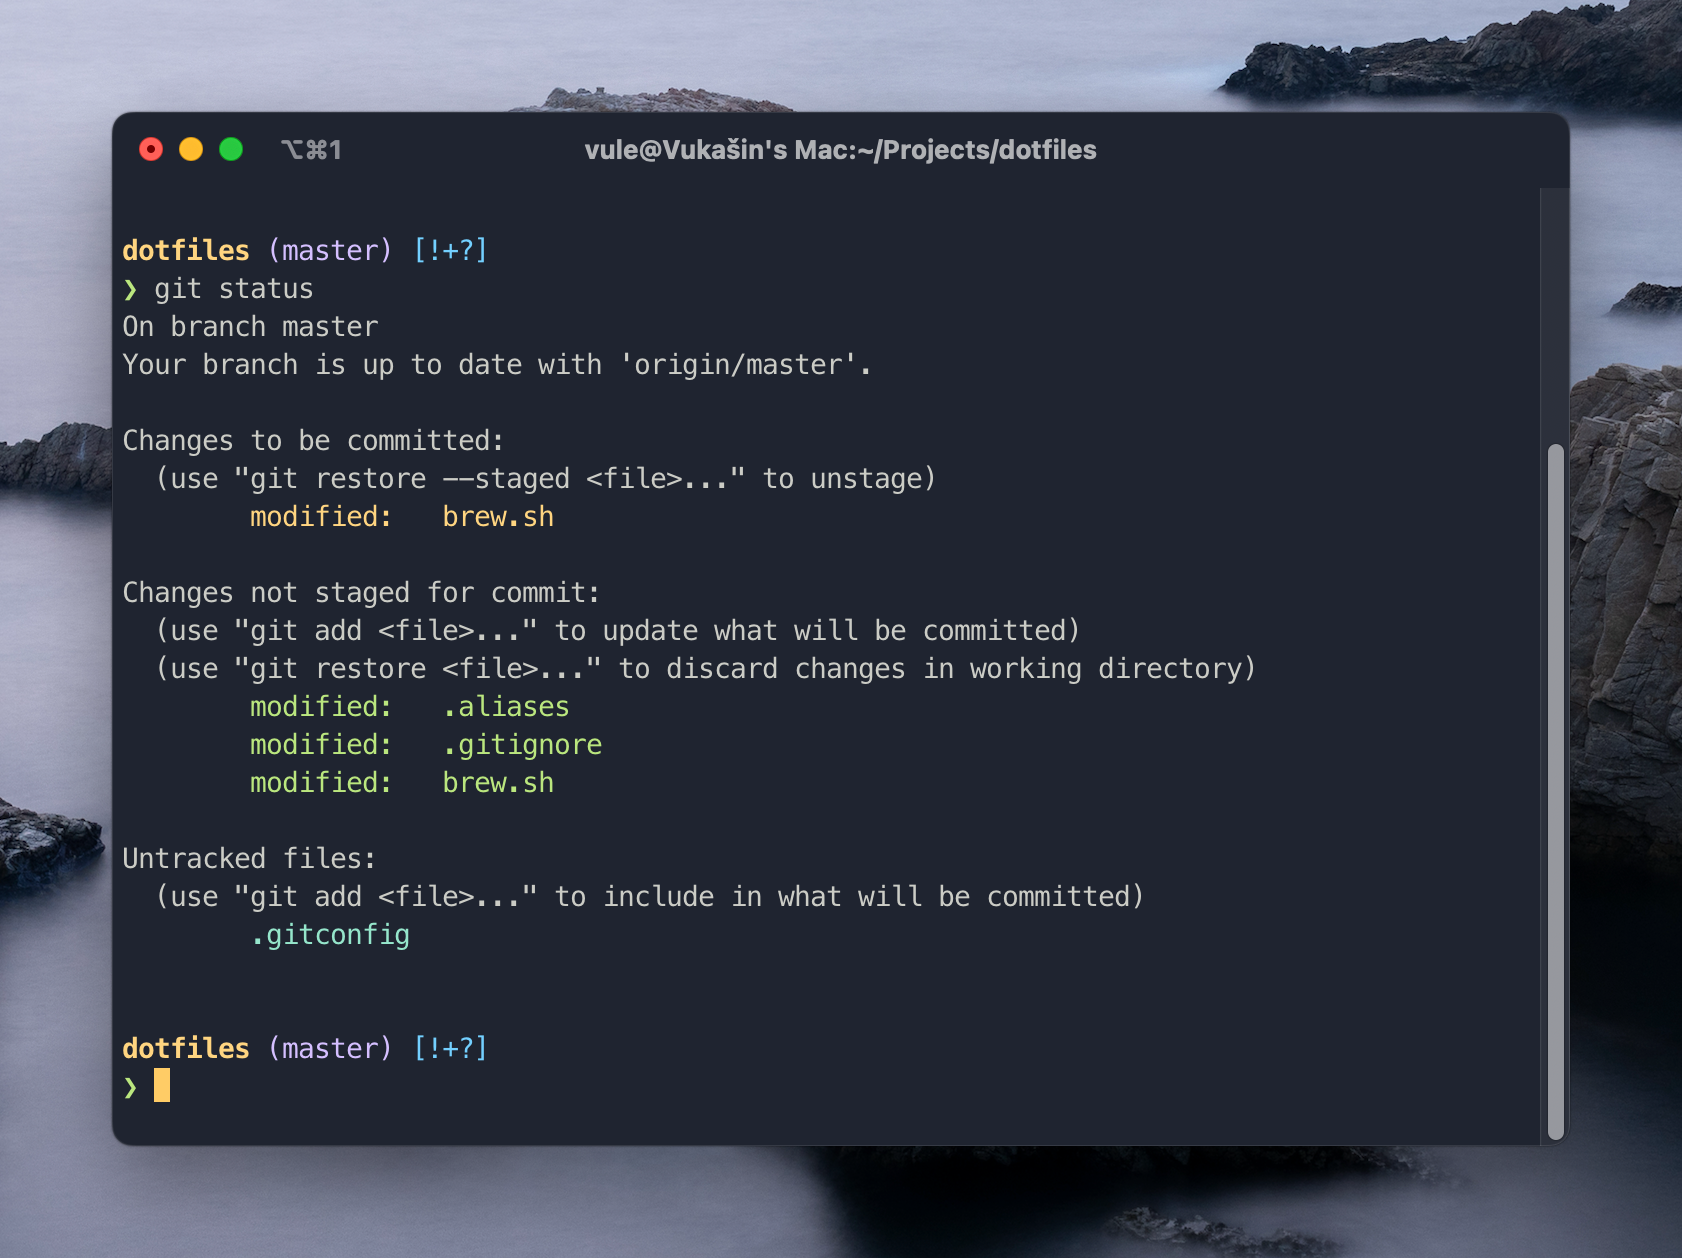 ⌥⌘1 vule@Vukašin's Mac:~/Projects/dotfiles
dotfiles (master) [!+?]
❯ git status
On branch master
Your branch is up to date with 'origin/master'.
Changes to be committed:
  (use "git restore --staged <file>..." to unstage)
        modified:   brew.sh
Changes not staged for commit:
  (use "git add <file>..." to update what will be committed)
  (use "git restore <file>..." to discard changes in working directory)
        modified:   .aliases
        modified:   .gitignore
        modified:   brew.sh
Untracked files:
  (use "git add <file>..." to include in what will be committed)
        .gitconfig
dotfiles (master) [!+?]
❯